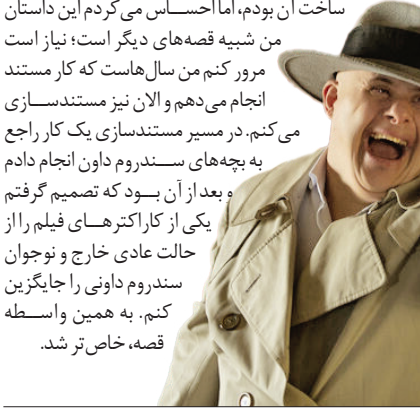 ساخت آن بودم، اما احساس می‌کردم این داستان
من شبیه قصه‌های دیگر است؛ نیاز است
مرور کنم من سال‌هاست که کار مستند
انجام می‌دهم و الان نیز مستندسازی
می‌کنم. در مسیر مستندسازی یک کار راجع
به بچه‌های سندروم داون انجام دادم
و بعد از آن بود که تصمیم گرفتم
یکی از کاراکترهای فیلم را از
حالت عادی خارج و نوجوان
سندروم داونی را جایگزین
کنم. به همین واسطه
قصه، خاص‌تر شد.